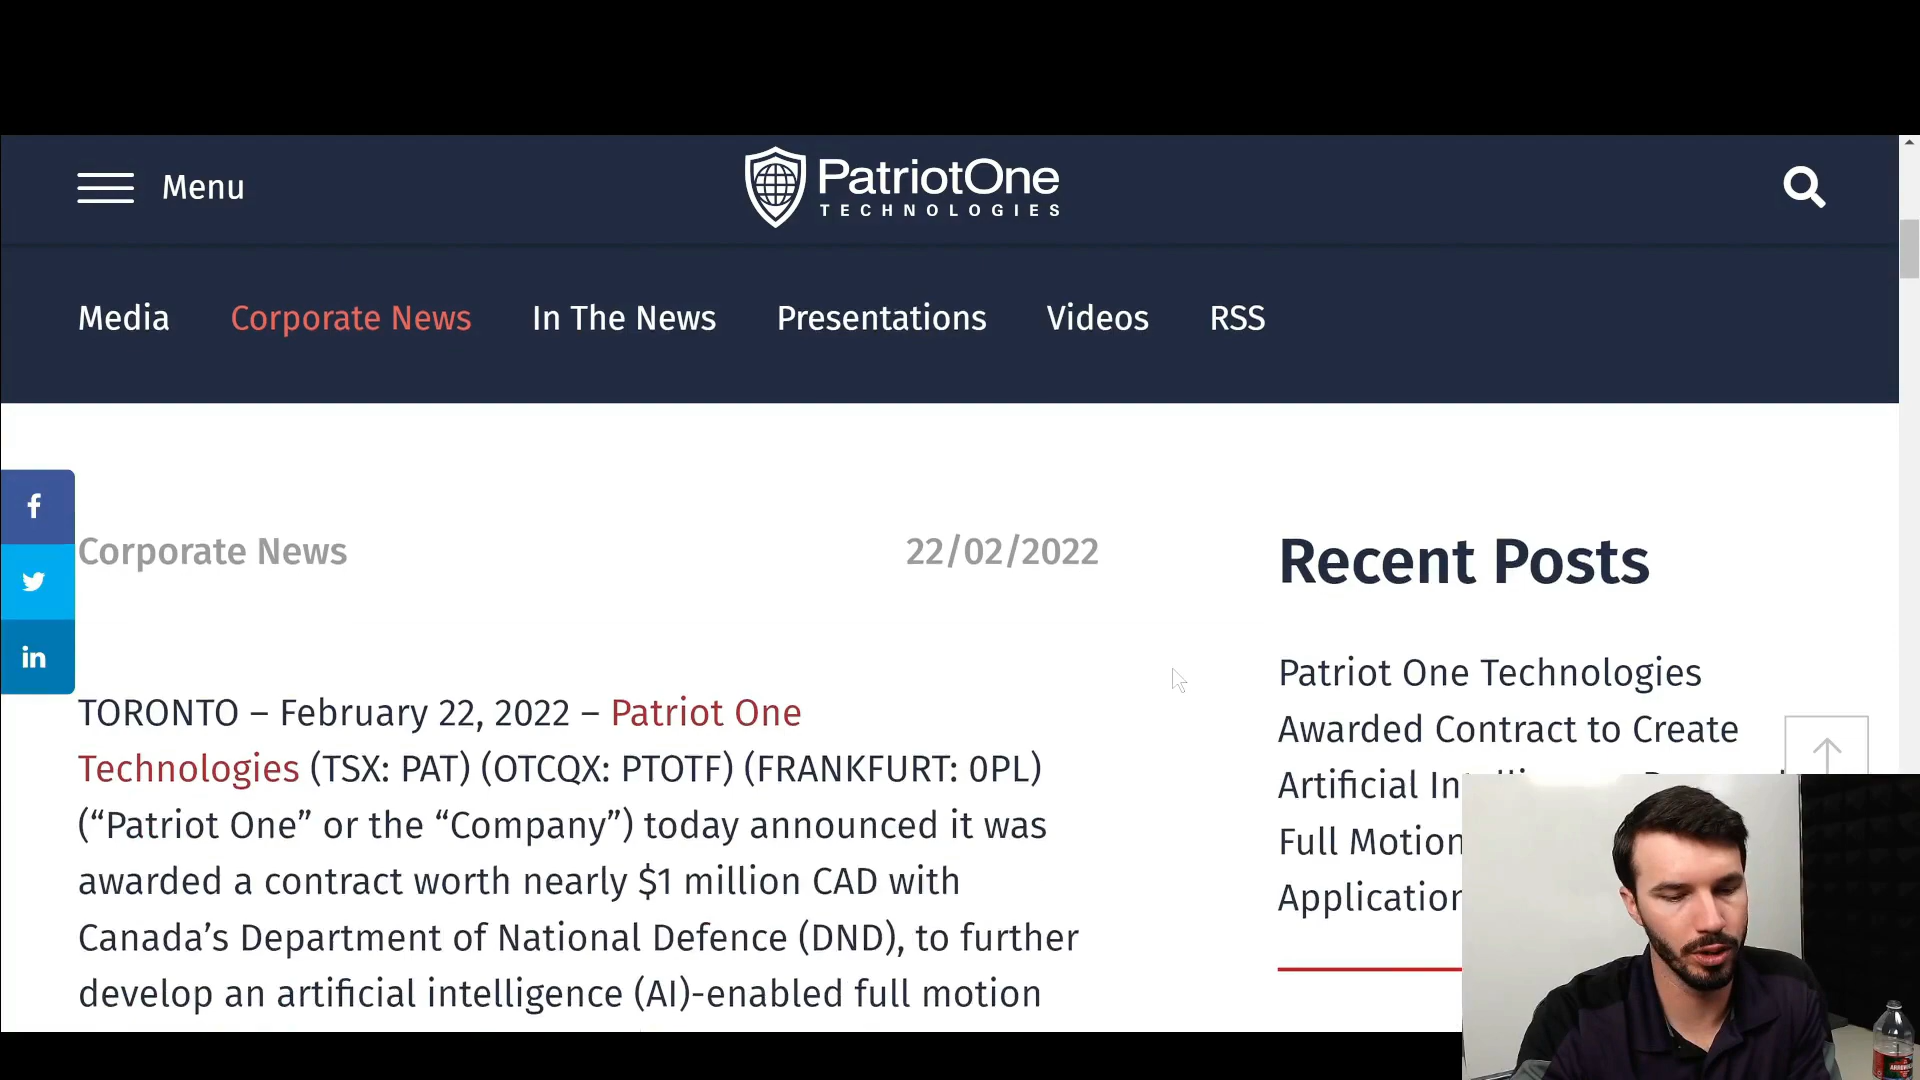 Menu
PatriotOne
TECHNOLOGIES
Media Corporate News In The News Presentations Videos RSS
Corporate News 22/02/2022
TORONTO – February 22, 2022 – Patriot One
Technologies (TSX: PAT) (OTCQX: PTOTF) (FRANKFURT: 0PL)
(“Patriot One” or the “Company”) today announced it was
awarded a contract worth nearly $1 million CAD with
Canada’s Department of National Defence (DND), to further
develop an artificial intelligence (AI)-enabled full motion
Recent Posts
Patriot One Technologies
Awarded Contract to Create
Artificial
Full Motion
f
in